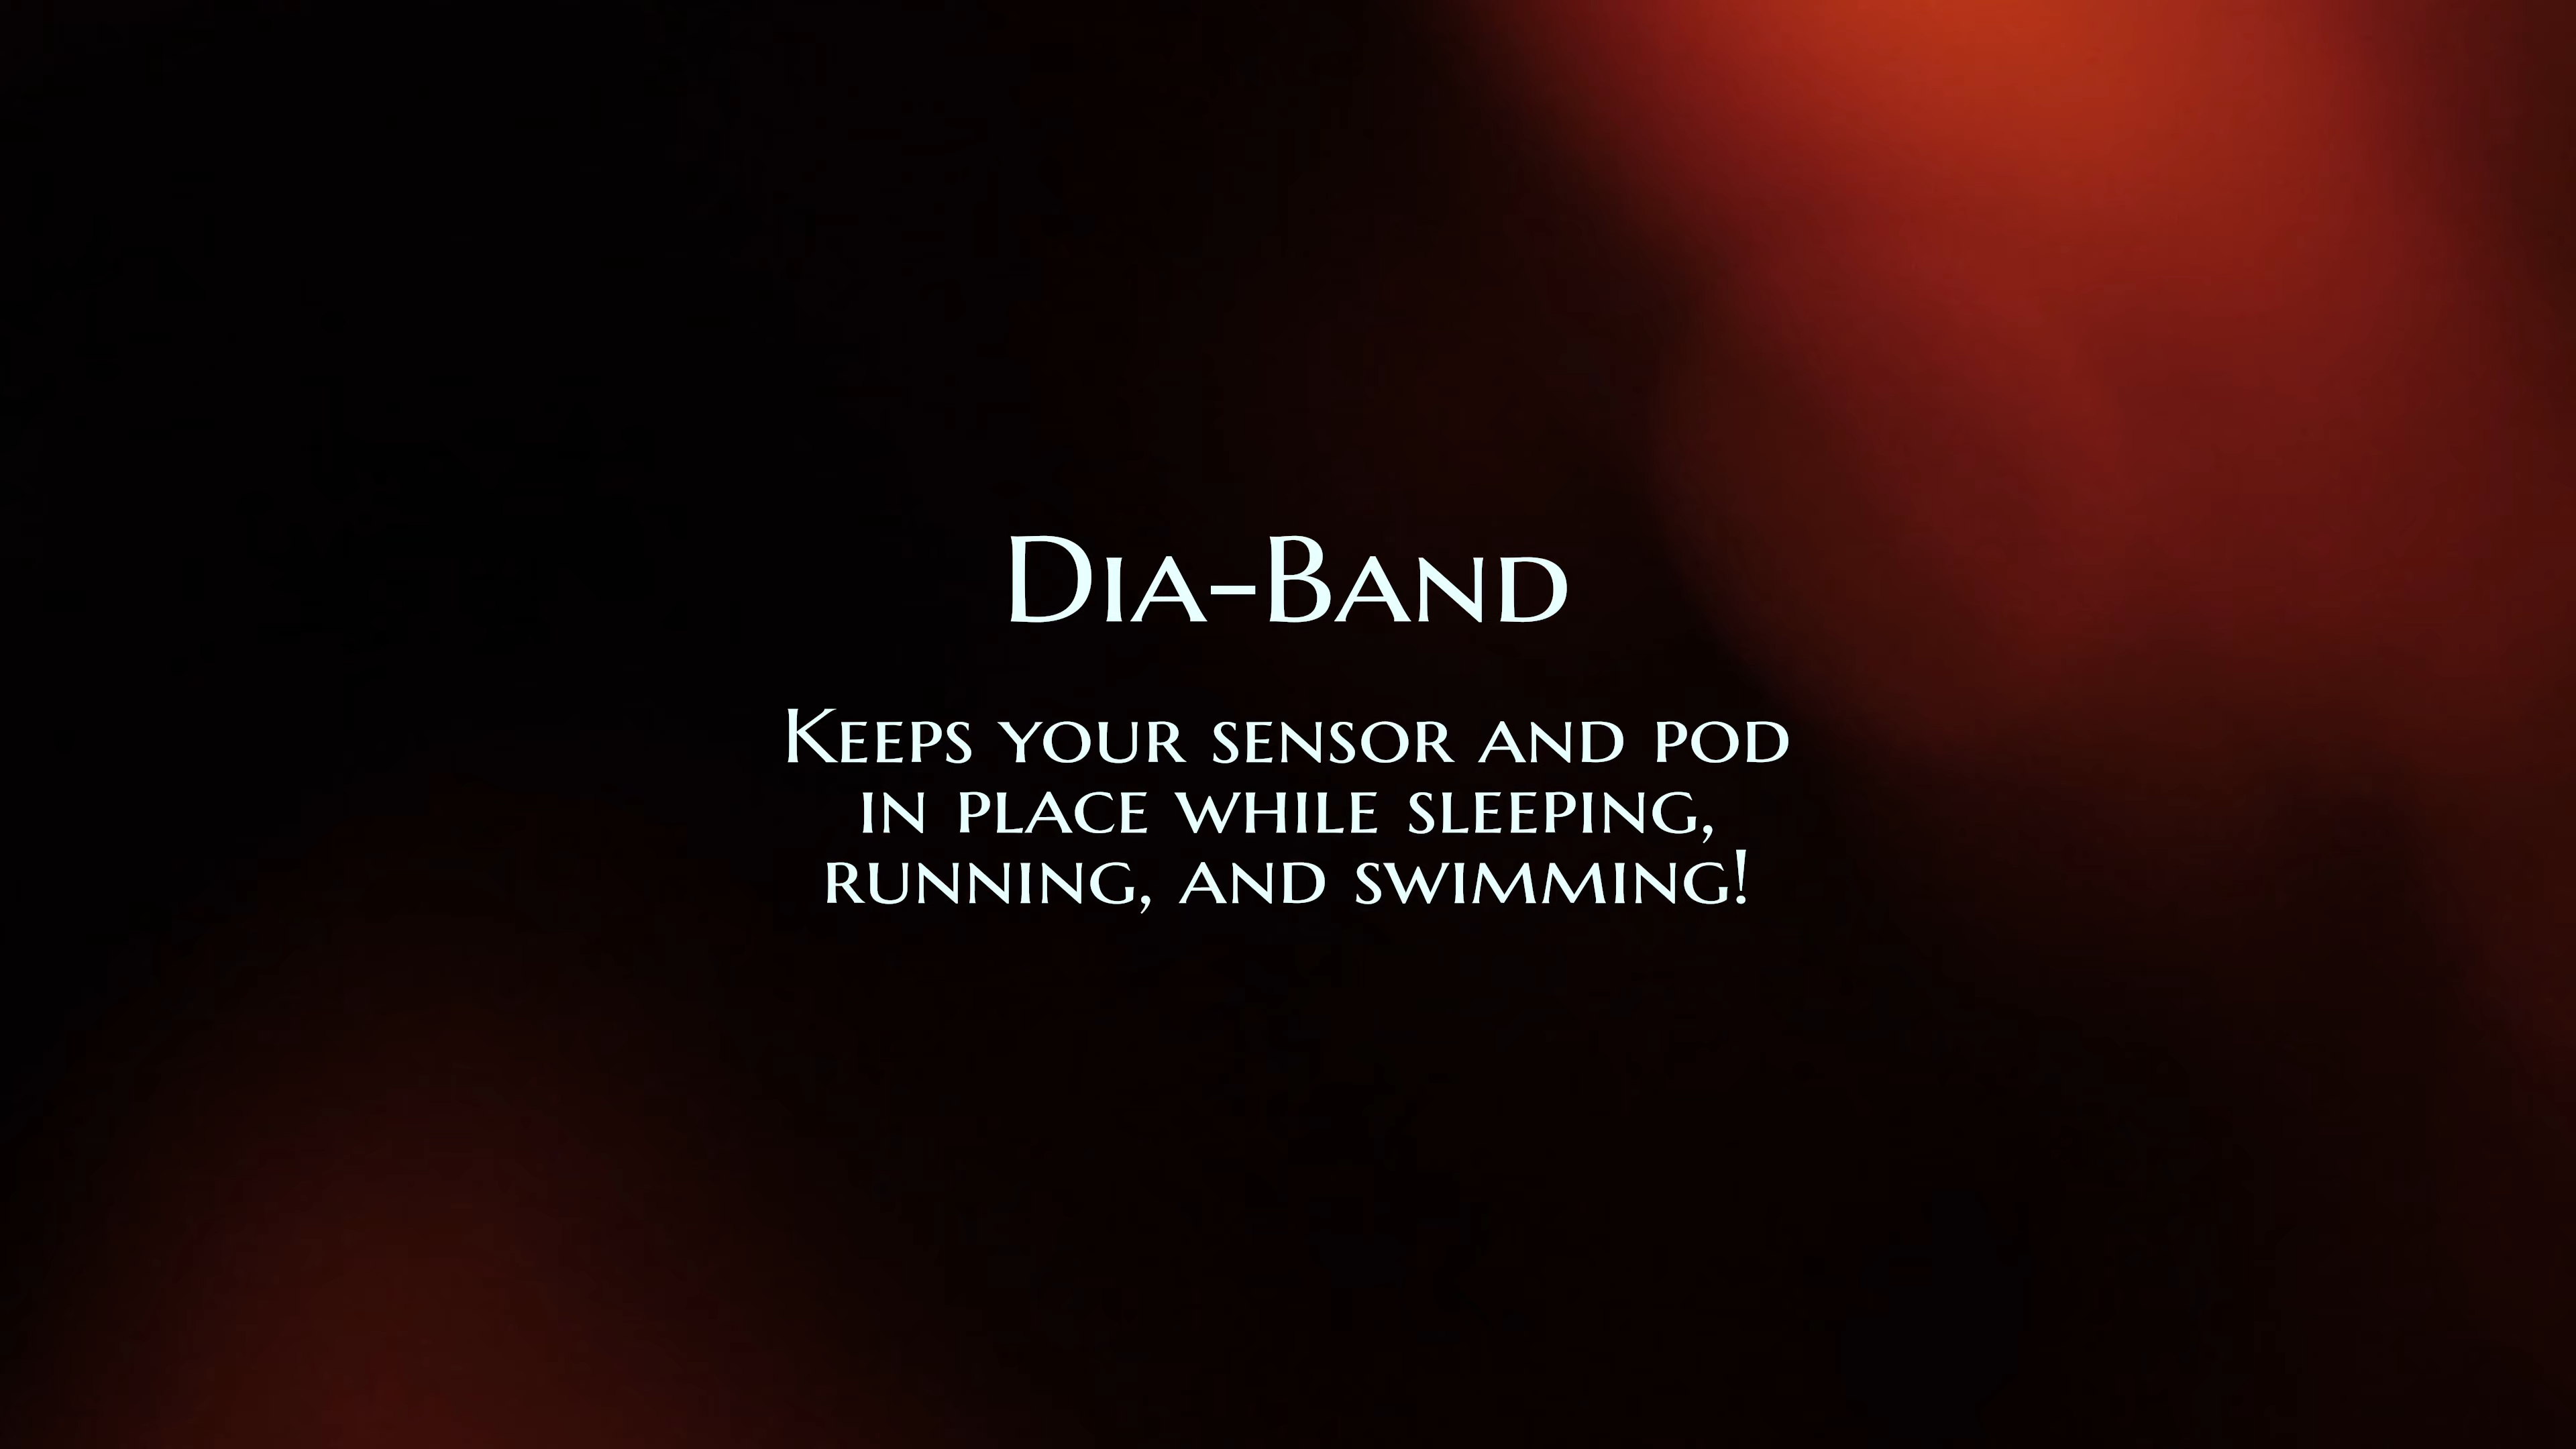 Dia-Band
Keeps your sensor and pod
in place while sleeping,
running, and swimming!